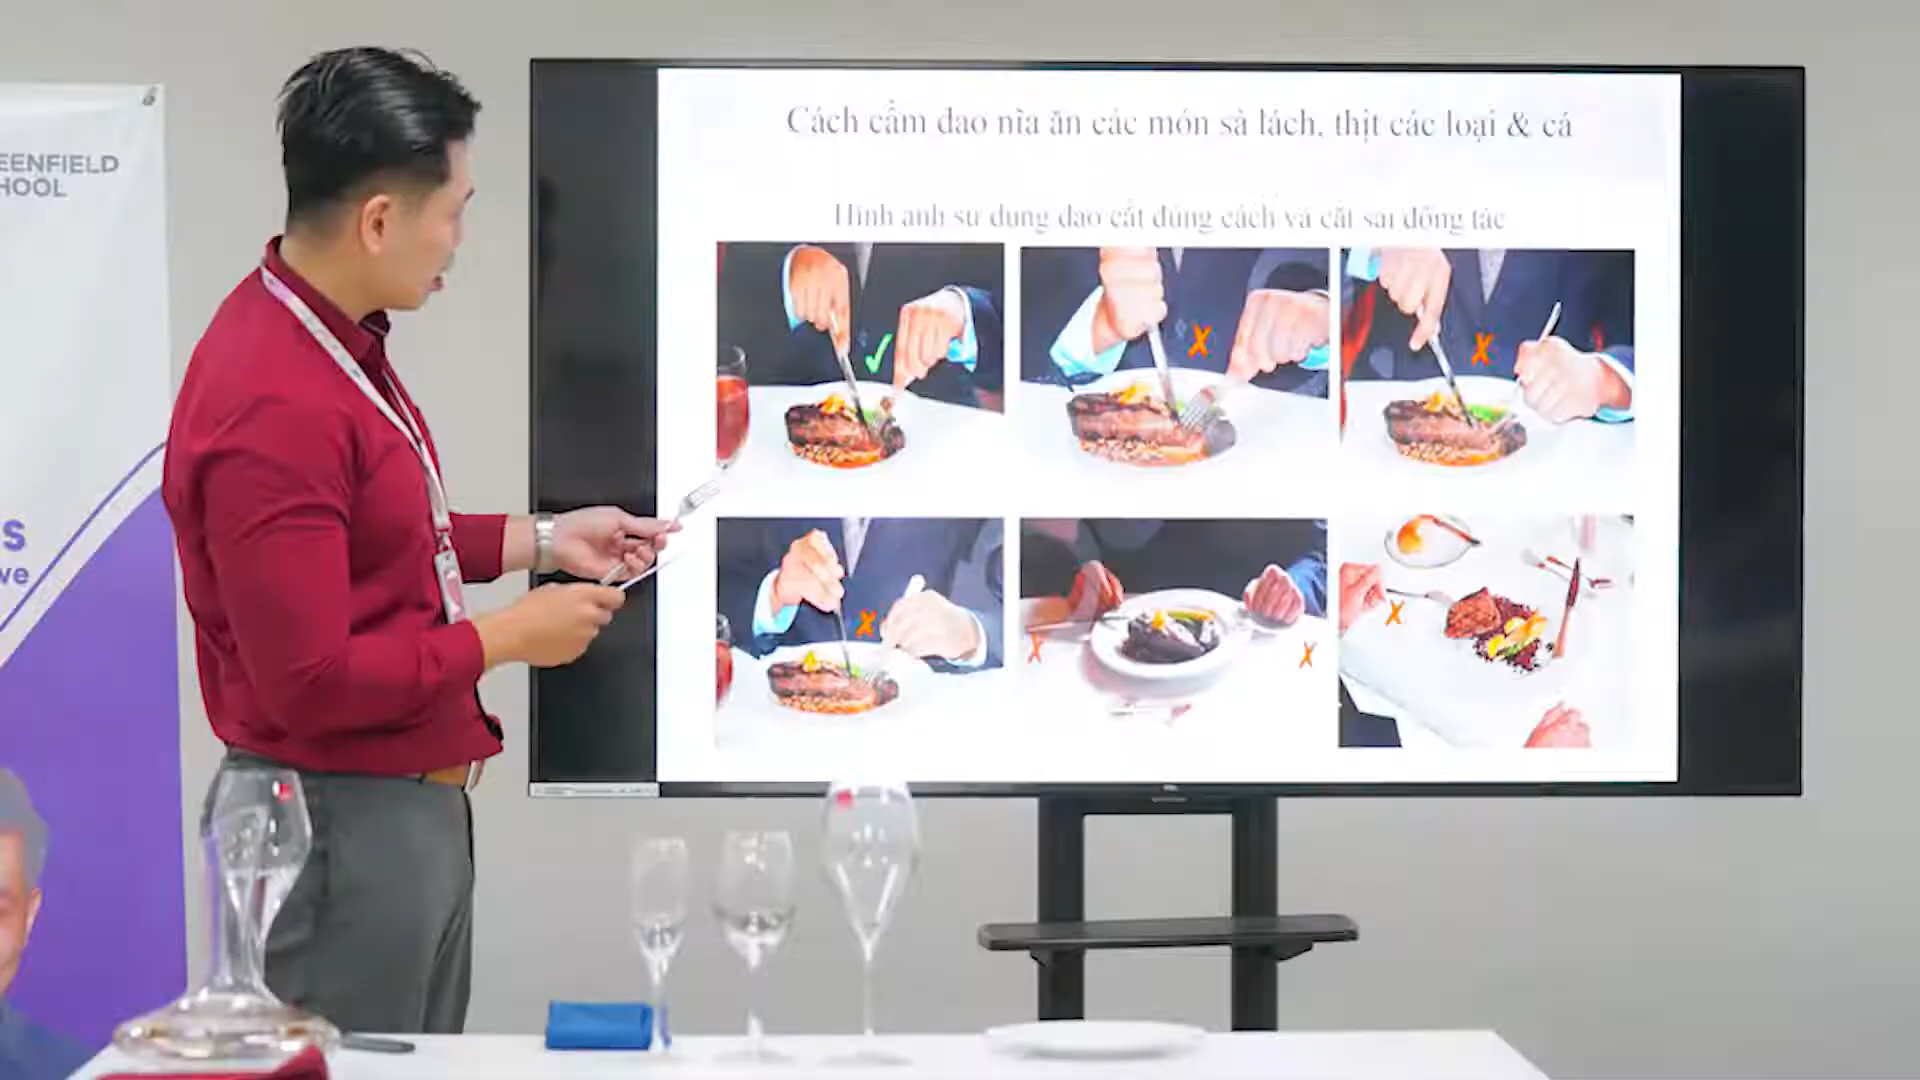 EENFIELD
HOOL
S
ve
Cách cầm dao nĩa ăn các món sà lách, thịt các loại & cá
Hình ảnh sử dụng dao cắt đúng cách và cắt sai động tác